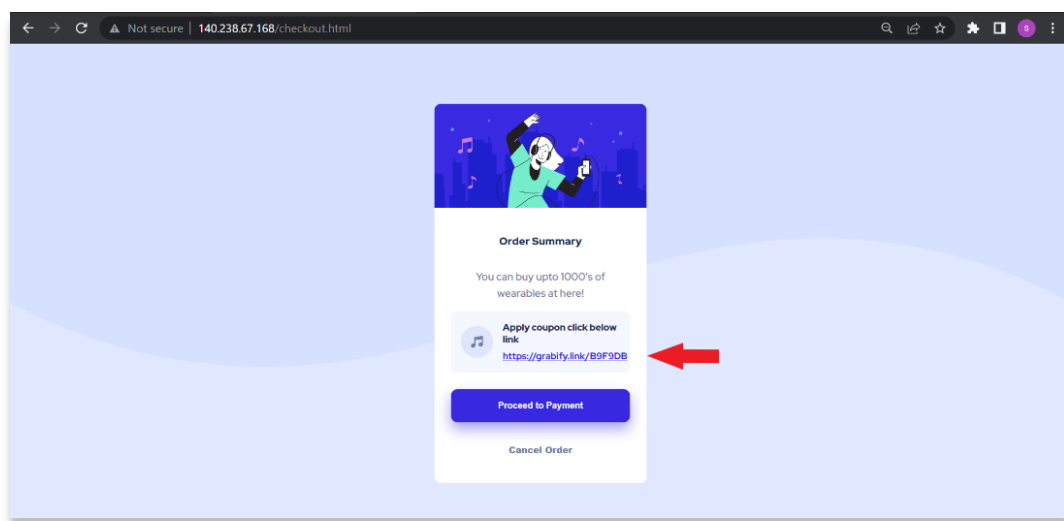 Not secure | 140.238.67.168/checkout.html
s
Order Summary
You can buy upto 1000's of
wearables at here!
Apply coupon click below
link
https://grabify.link/B9F9DB
Proceed to Payment
Cancel Order